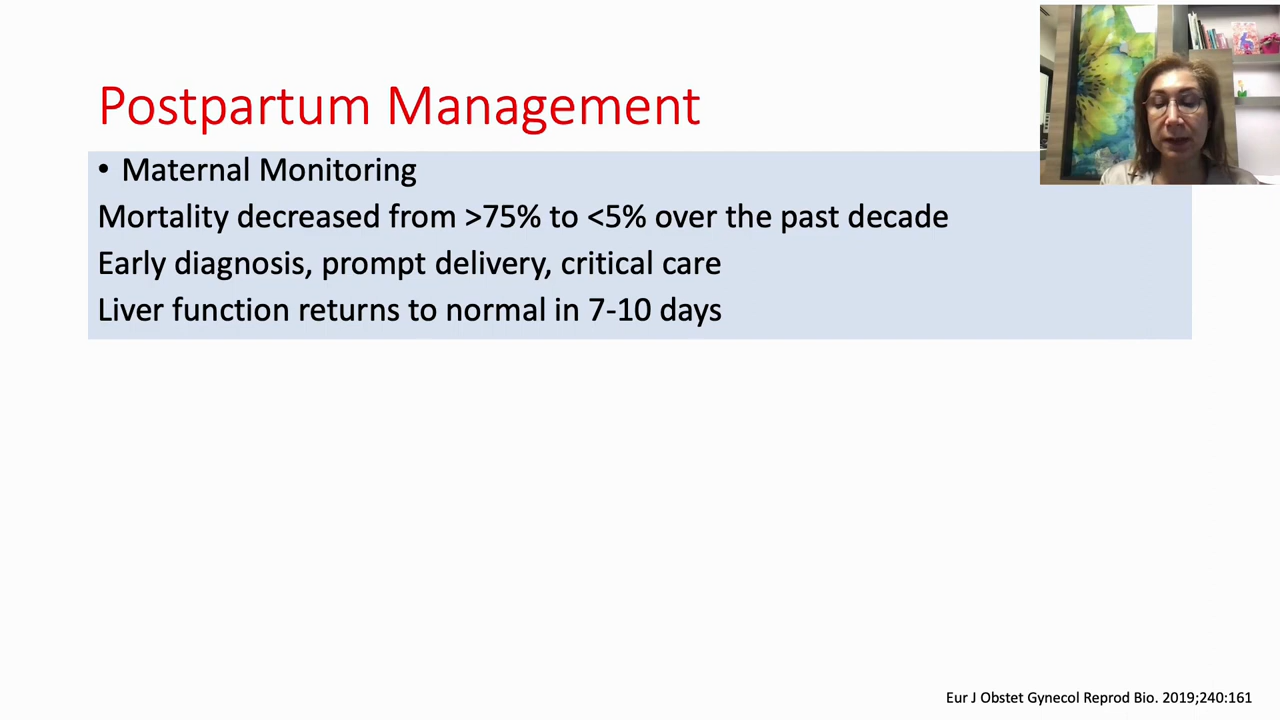 Postpartum Management
• Maternal Monitoring
Mortality decreased from >75% to <5% over the past decade
Early diagnosis, prompt delivery, critical care
Liver function returns to normal in 7-10 days
Eur J Obstet Gynecol Reprod Bio. 2019;240:161